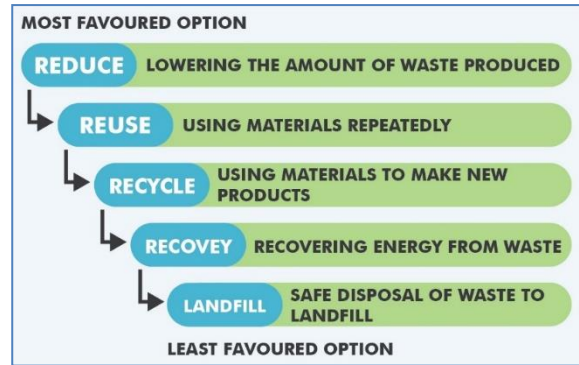 MOST FAVOURED OPTION
REDUCE LOWERING THE AMOUNT OF WASTE PRODUCED
REUSE USING MATERIALS REPEATEDLY
RECYCLE USING MATERIALS TO MAKE NEW
PRODUCTS
RECOVEY RECOVERING ENERGY FROM WASTE
LANDFILL SAFE DISPOSAL OF WASTE TO
LANDFILL
LEAST FAVOURED OPTION